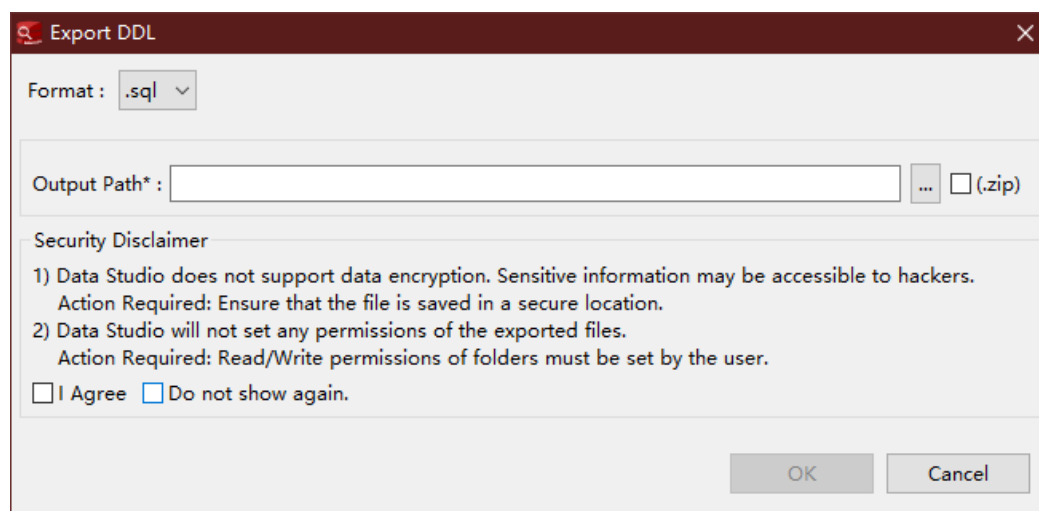 Export DDL
Format : .sql
Output Path* : ... (.zip)
Security Disclaimer
1) Data Studio does not support data encryption. Sensitive information may be accessible to hackers.
Action Required: Ensure that the file is saved in a secure location.
2) Data Studio will not set any permissions of the exported files.
Action Required: Read/Write permissions of folders must be set by the user.
I Agree Do not show again.
OK Cancel